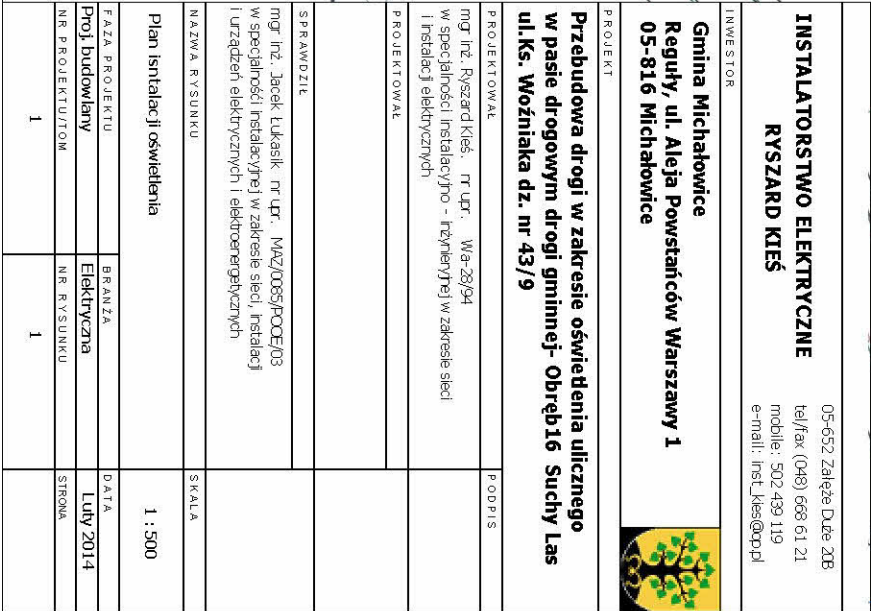 INSTALATORSTWO ELEKTRYCZNE
RYSZARD KIEŚ
05-652 Załęże Duże 20B
tel/fax (048) 668 61 21
mobile: 502 439 119
e-mail: inst_kies@op.pl
INWESTOR
Gmina Michałowice
Reguły, ul. Aleja Powstańców Warszawy 1
05-816 Michałowice
PROJEKT
Przebudowa drogi w zakresie oświetlenia ulicznego
w pasie drogowym drogi gminnej- Obręb16 Suchy Las
ul.Ks. Woźniaka dz. nr 43/9
PROJEKTOWAŁ
PODPIS
mgr inż. Ryszard Kieś. nr upr. Wa-28/94
w specjalności instalacyjno - inżynieryjnej w zakresie sieci
i instalacji elektrycznych
PROJEKTOWAŁ
SPRAWDZIŁ
mgr inż. Jacek Łukasik nr upr. MAZ/0085/POOE/03
w specjalnośći instalacyjnej w zakresie sieci, instalacji
i urządzeń elektrycznych i elektroenergetycznych
NAZWA RYSUNKU
SKALA
Plan isntalacji oświetlenia
1 : 500
FAZA PROJEKTU
BRANŻA
DATA
Proj. budowlany
Elektryczna
Luty 2014
NR PROJEKTU/TOM
NR RYSUNKU
STRONA
1
1